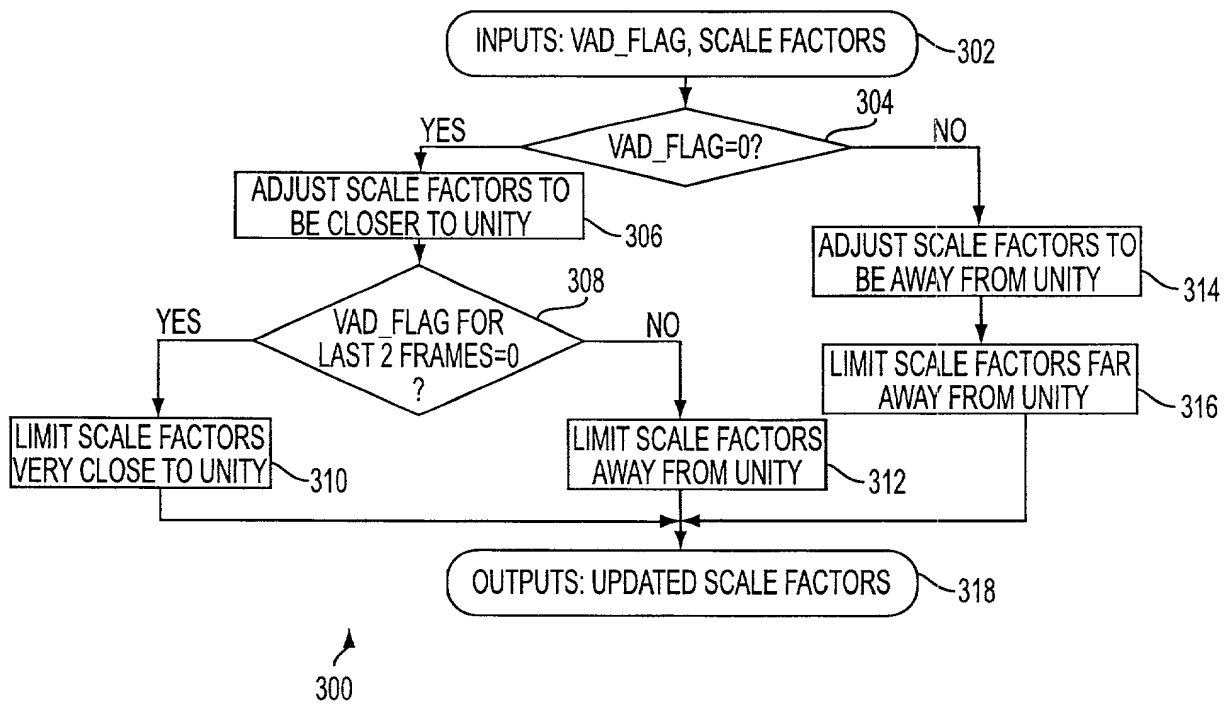 INPUTS: VAD_FLAG, SCALE FACTORS
302
304
VAD_FLAG=0?
YES
NO
ADJUST SCALE FACTORS TO
BE CLOSER TO UNITY
306
ADJUST SCALE FACTORS TO
BE AWAY FROM UNITY
314
308
VAD_FLAG FOR
LAST 2 FRAMES=0
?
YES
NO
LIMIT SCALE FACTORS FAR
AWAY FROM UNITY
316
LIMIT SCALE FACTORS
VERY CLOSE TO UNITY
310
LIMIT SCALE FACTORS
AWAY FROM UNITY
312
OUTPUTS: UPDATED SCALE FACTORS
318
300